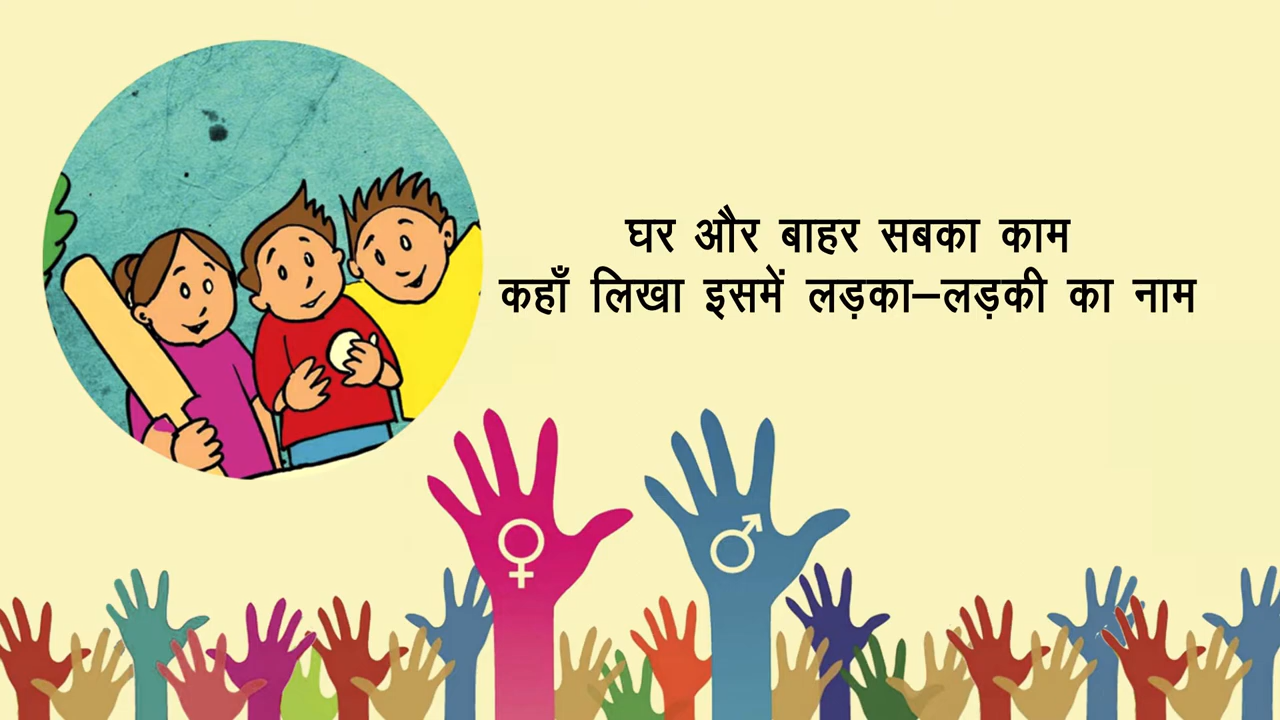 घर और बाहर सबका काम
कहाँ लिखा इसमें लड़का–लड़की का नाम